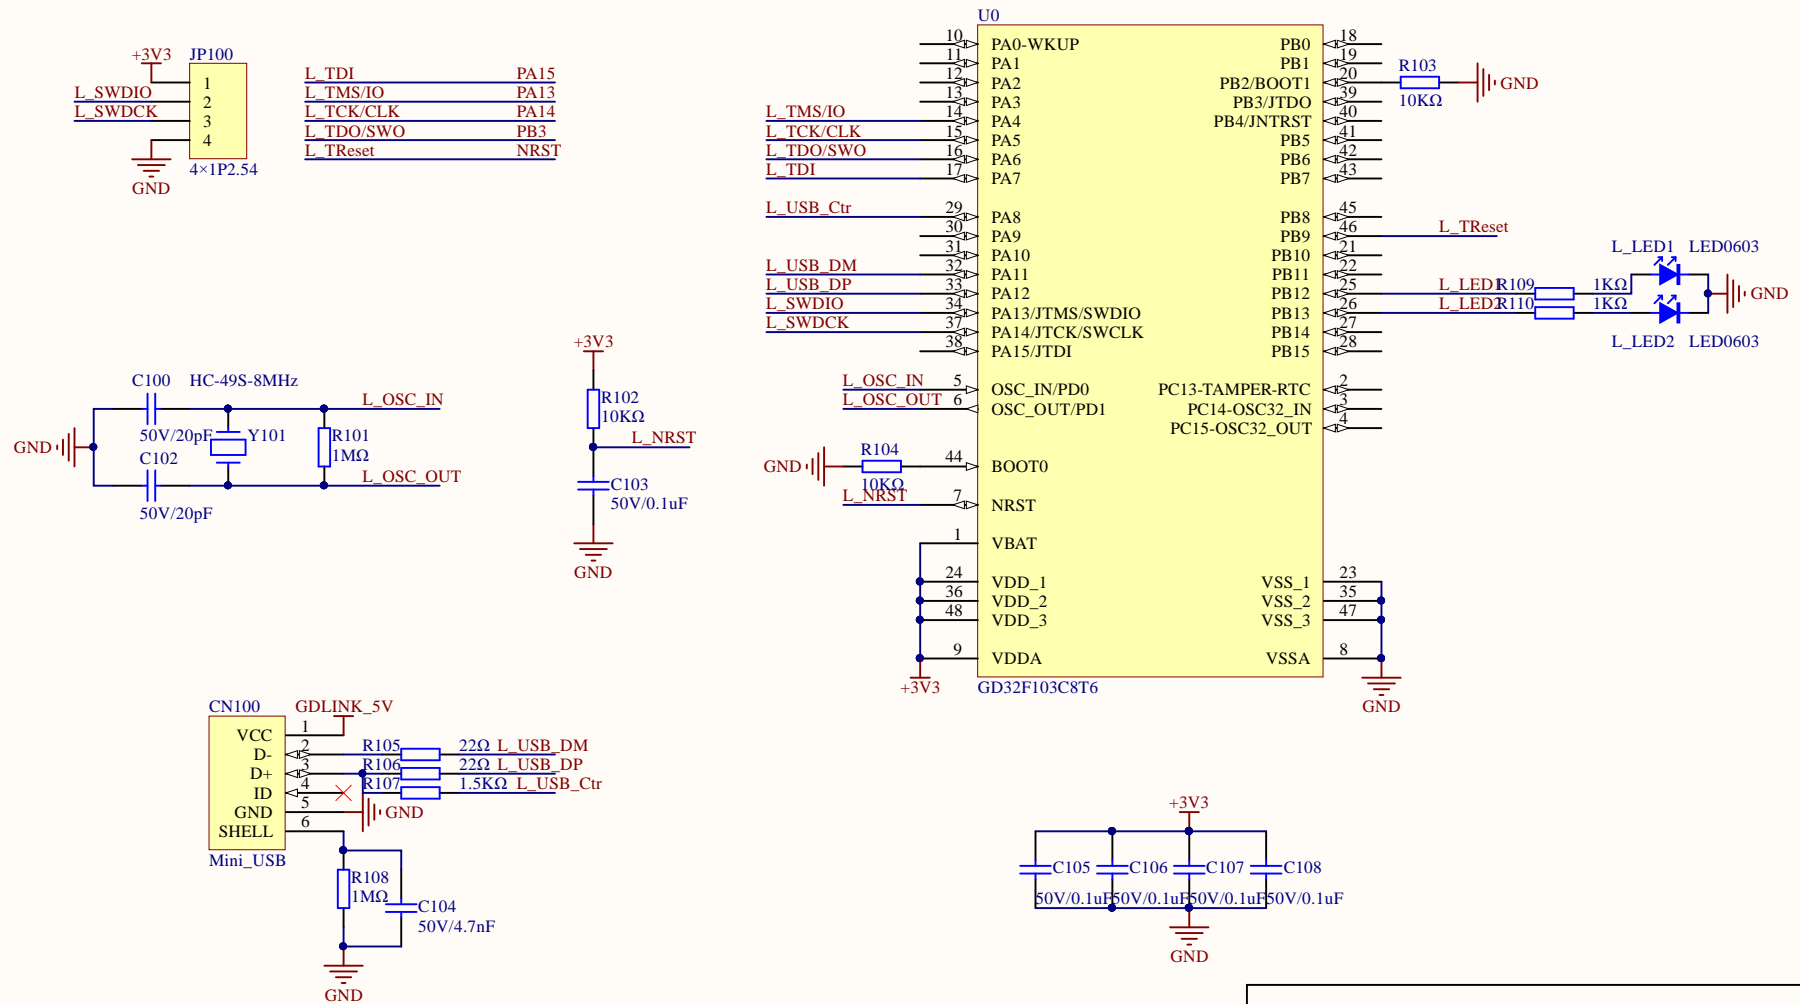 +3V3
JP100
1
L_SWDIO 2
L_SWDCK 3
4
GND
4×1P2.54
L_TDI PA15
L_TMS/IO PA13
L_TCK/CLK PA14
L_TDO/SWO PB3
L_TReset NRST
C100 HC-49S-8MHz
L_OSC_IN
50V/20pF Y101 R101
GND
1MΩ
C102
L_OSC_OUT
50V/20pF
+3V3
R102
10KΩ
L_NRST
C103
50V/0.1uF
GND
CN100 GDLINK_5V
VCC 1
D- 2 R105 22Ω L_USB_DM
D+ 3 R106 22Ω L_USB_DP
ID 4 R107 1.5KΩ L_USB_Ctr
GND 5 GND
SHELL 6
Mini_USB
R108
1MΩ
C104
50V/4.7nF
GND
U0
10 PA0-WKUP
11 PA1
12 PA2
13 PA3
L_TMS/IO 14 PA4
L_TCK/CLK 15 PA5
L_TDO/SWO 16 PA6
L_TDI 17 PA7
L_USB_Ctr 29 PA8
30 PA9
31 PA10
L_USB_DM 32 PA11
L_USB_DP 33 PA12
L_SWDIO 34 PA13/JTMS/SWDIO
L_SWDCK 37 PA14/JTCK/SWCLK
38 PA15/JTDI
L_OSC_IN 5 OSC_IN/PD0
L_OSC_OUT 6 OSC_OUT/PD1
GND R104 10KΩ 44 BOOT0
L_NRST 7 NRST
1 VBAT
24 VDD_1
36 VDD_2
48 VDD_3
9 VDDA
+3V3
GD32F103C8T6
PB0 18
PB1 19
PB2/BOOT1 20 R103 10KΩ GND
PB3/JTDO 39
PB4/JNTRST 40
PB5 41
PB6 42
PB7 43
PB8 45
PB9 46 L_TReset
PB10 21
PB11 22
PB12 25 L_LED1 R109 1KΩ
PB13 26 L_LED2 R110 1KΩ
PB14 27
PB15 28
L_LED1 LED0603
GND
L_LED2 LED0603
PC13-TAMPER-RTC 2
PC14-OSC32_IN 3
PC15-OSC32_OUT 4
VSS_1 23
VSS_2 35
VSS_3 47
VSSA 8
GND
+3V3
C105 C106 C107 C108
50V/0.1uF 50V/0.1uF 50V/0.1uF 50V/0.1uF
GND